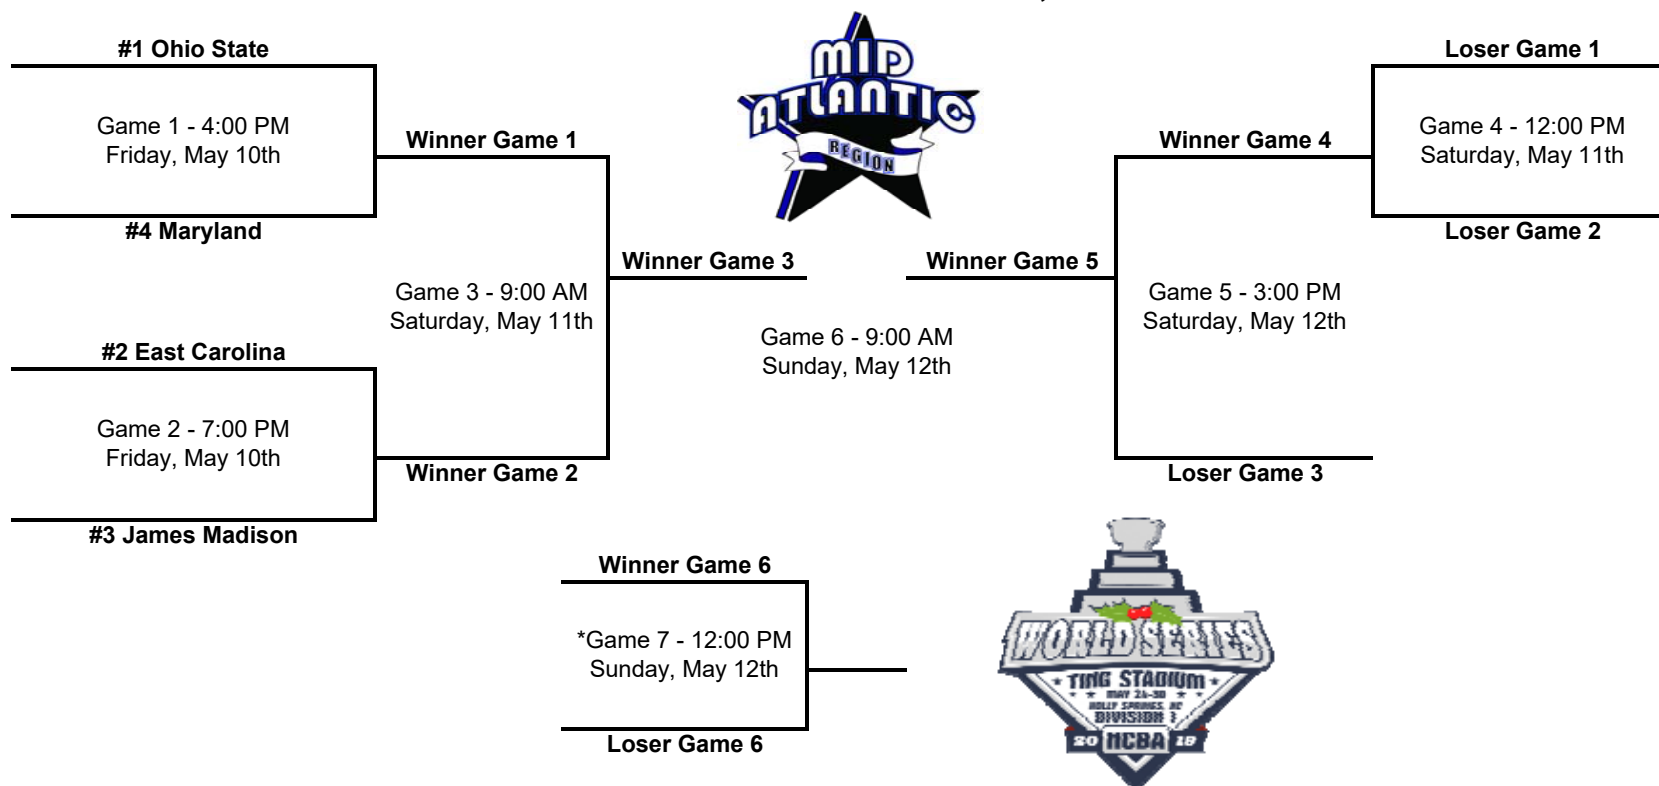 #1 Ohio State
Game 1 - 4:00 PM
Friday, May 10th
#4 Maryland
Winner Game 1
Game 3 - 9:00 AM
Saturday, May 11th
#2 East Carolina
Game 2 - 7:00 PM
Friday, May 10th
#3 James Madison
Winner Game 2
MID
ATLANTIC
REGION
Winner Game 3
Winner Game 5
Game 6 - 9:00 AM
Sunday, May 12th
Loser Game 1
Winner Game 4
Game 4 - 12:00 PM
Saturday, May 11th
Loser Game 2
Game 5 - 3:00 PM
Saturday, May 12th
Loser Game 3
Winner Game 6
*Game 7 - 12:00 PM
Sunday, May 12th
Loser Game 6
WORLD SERIES
TING STADIUM
MAY 24-30
HOLLY SPRINGS, NC
DIVISION
20 NCBA 19